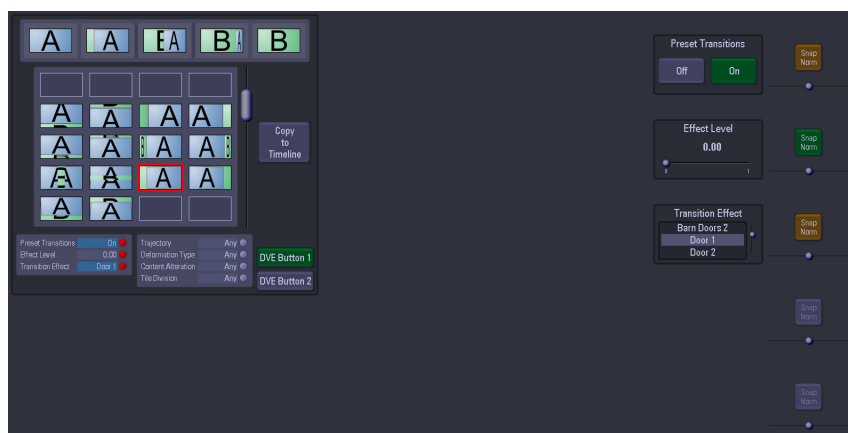 A A EA BA B
Preset Transitions
Off On
Snap
Norm
A A A A
Copy
to
Timeline
A A A A
Effect Level
0.00
0 1
Snap
Norm
A A A A
A A
Transition Effect
Barn Doors 2
Door 1
Door 2
Snap
Norm
Preset Transitions On
Effect Level 0.00
Transition Effect Door 1
Trajectory Any
Deformation Type Any
Content Alteration Any
Tile Division Any
DVE Button 1
DVE Button 2
Snap
Norm
Snap
Norm